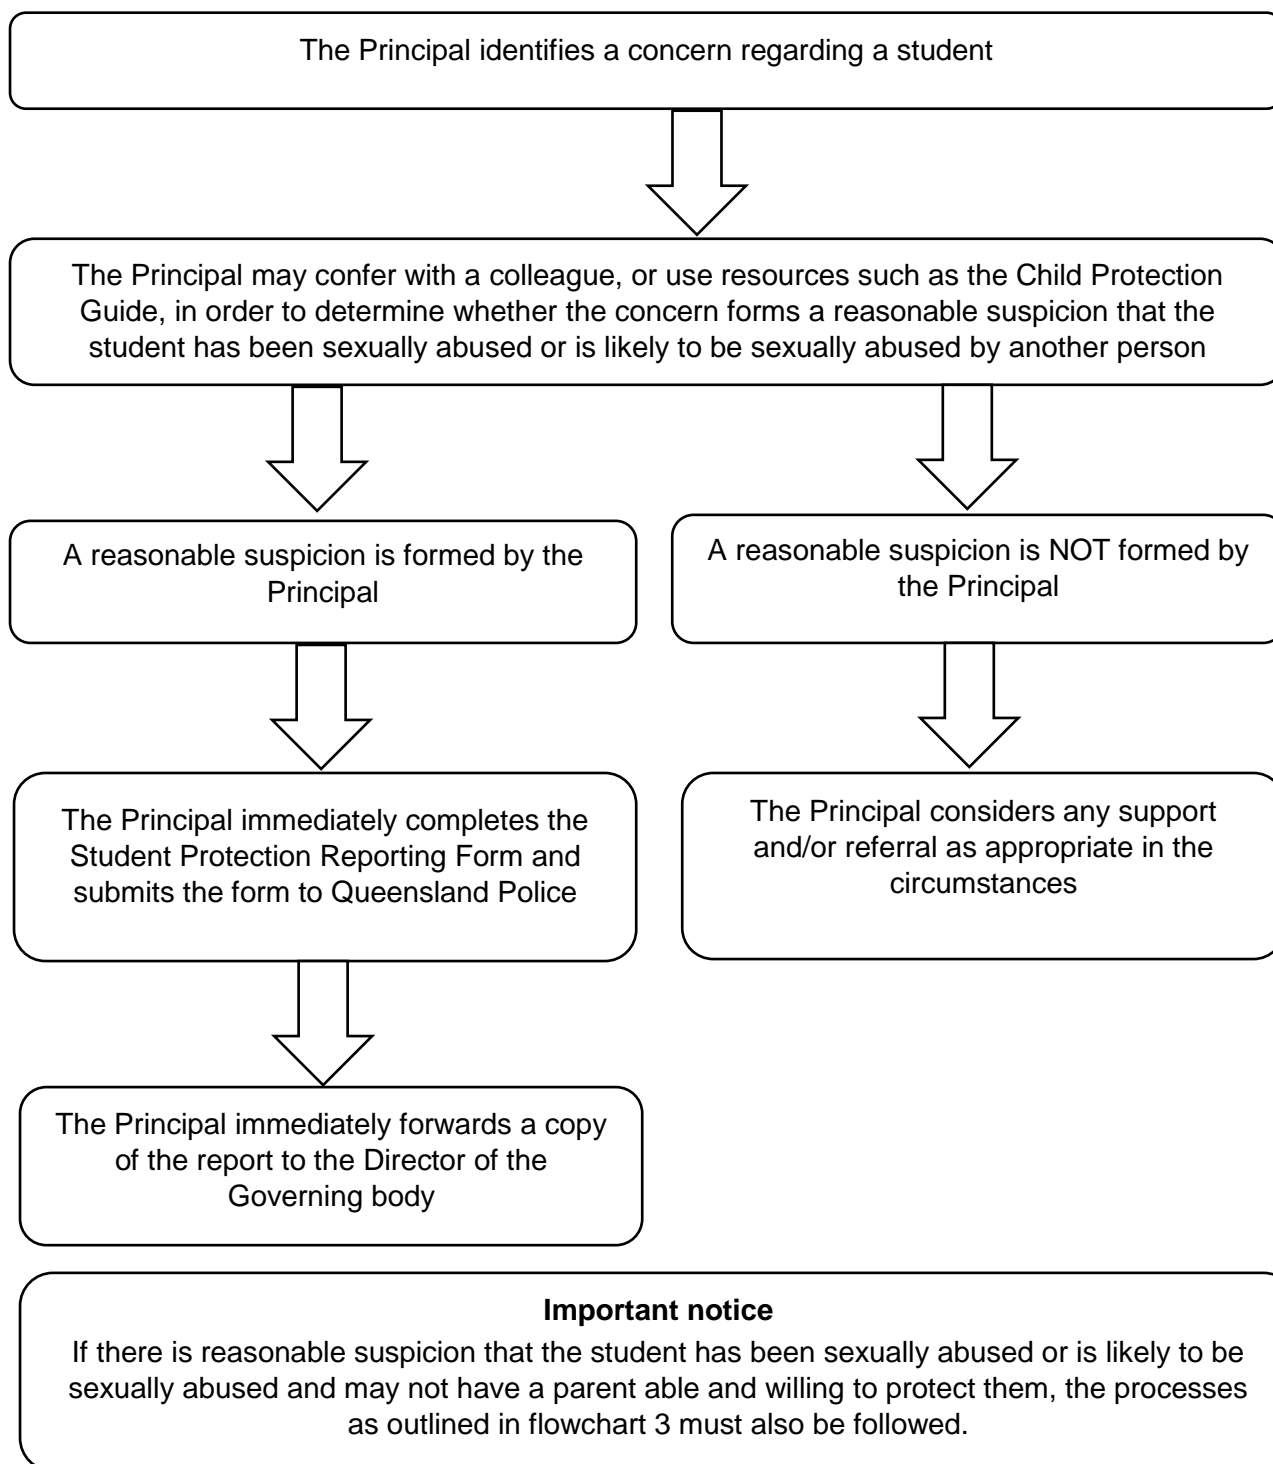 The Principal identifies a concern regarding a student
The Principal may confer with a colleague, or use resources such as the Child Protection
Guide, in order to determine whether the concern forms a reasonable suspicion that the
student has been sexually abused or is likely to be sexually abused by another person
A reasonable suspicion is formed by the
Principal
A reasonable suspicion is NOT formed by
the Principal
The Principal immediately completes the
Student Protection Reporting Form and
submits the form to Queensland Police
The Principal considers any support
and/or referral as appropriate in the
circumstances
The Principal immediately forwards a copy
of the report to the Director of the
Governing body
Important notice
If there is reasonable suspicion that the student has been sexually abused or is likely to be
sexually abused and may not have a parent able and willing to protect them, the processes
as outlined in flowchart 3 must also be followed.